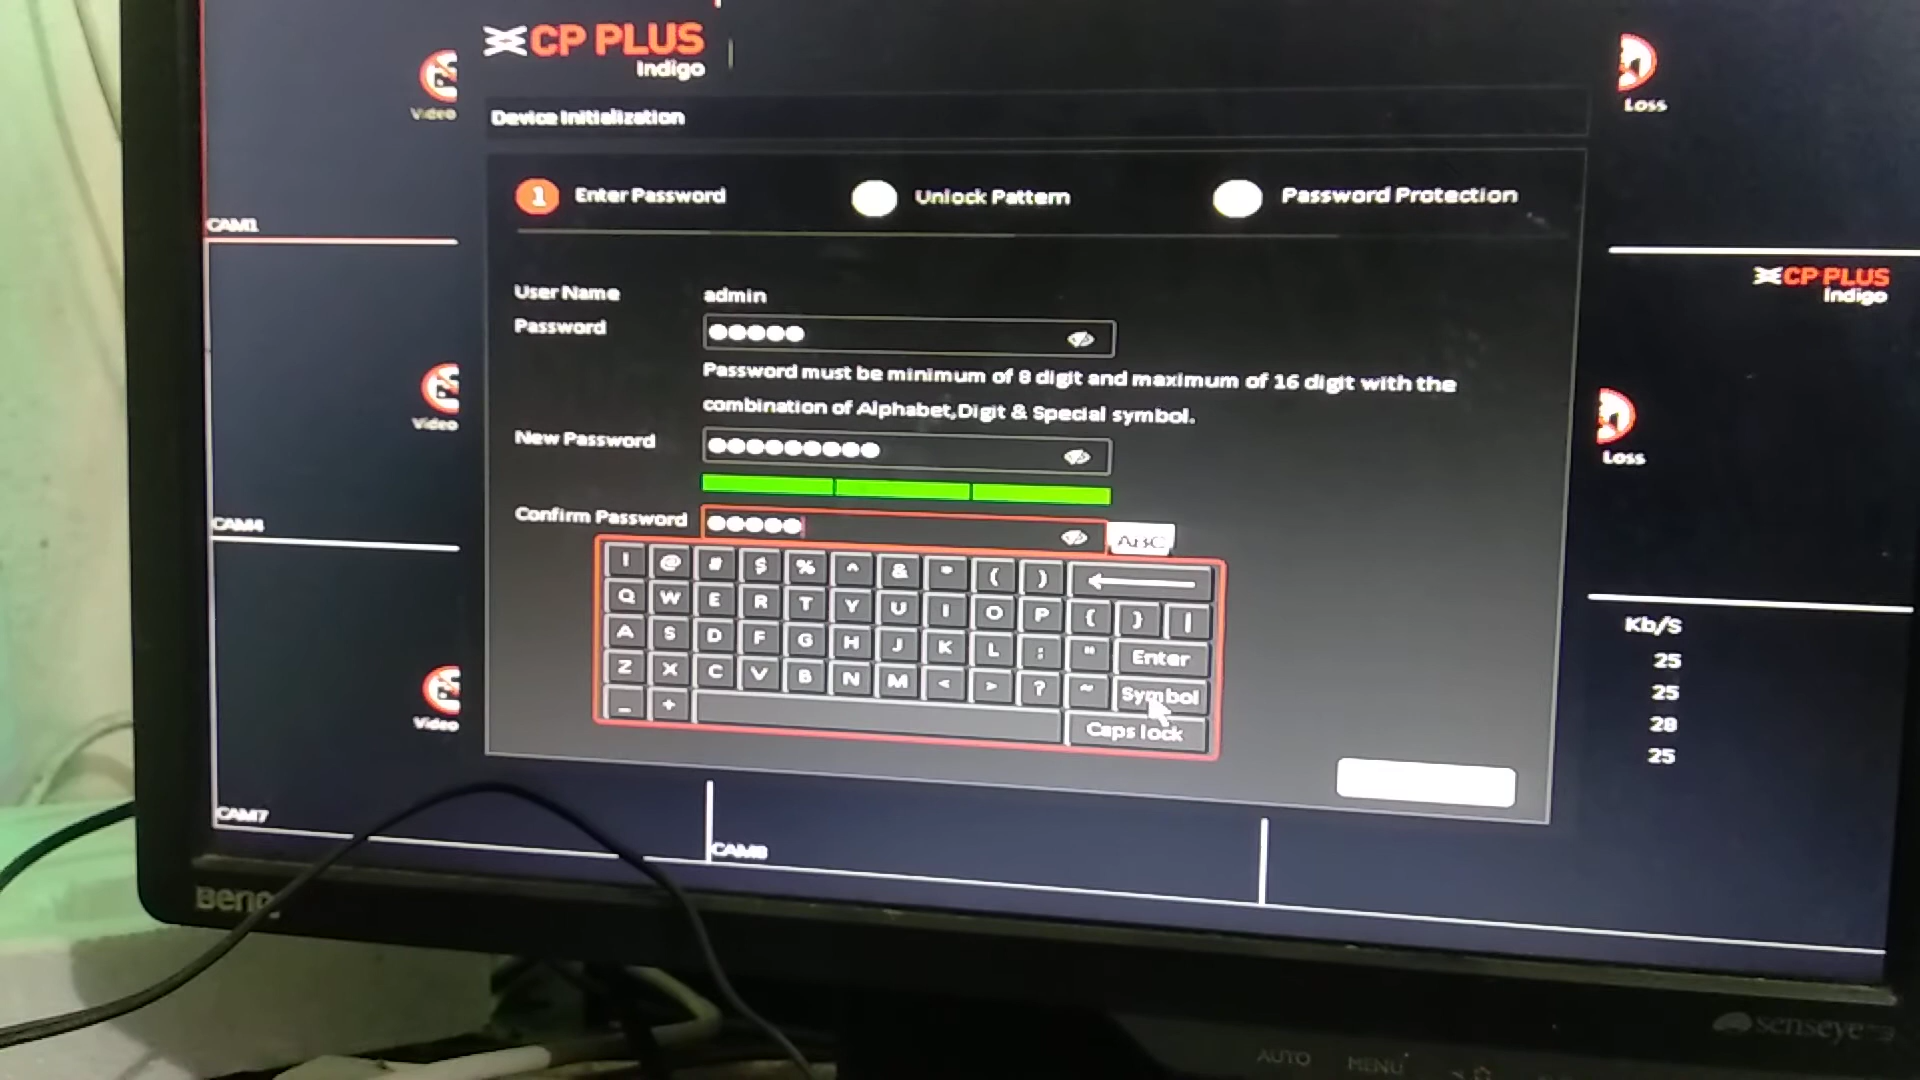 CP PLUS
Indigo
Video
Loss
Device Initialization
1 Enter Password
Unlock Pattern
Password Protection
CAM1
CP PLUS
Indigo
User Name admin
Password
Password must be minimum of 8 digit and maximum of 16 digit with the
combination of Alphabet,Digit & Special symbol.
Video
New Password
Loss
Confirm Password
ABC
CAM4
! @ # $ % ^ & * ( )
Q W E R T Y U I O P { } |
A S D F G H J K L : " Enter
Z X C V B N M < > ? ~ Symbol
_ + Caps lock
Kb/S
25
25
28
25
Video
CAM7
CAM8
BenQ
senseye
AUTO MENU